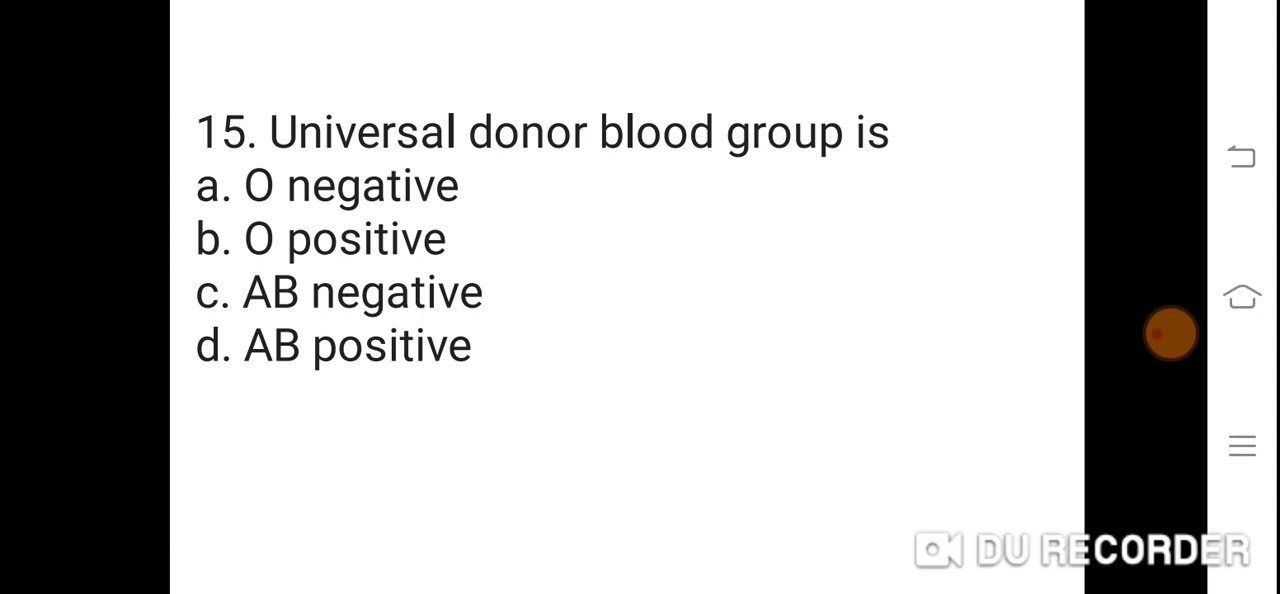 15. Universal donor blood group is
a. O negative
b. O positive
c. AB negative
d. AB positive
DU RECORDER